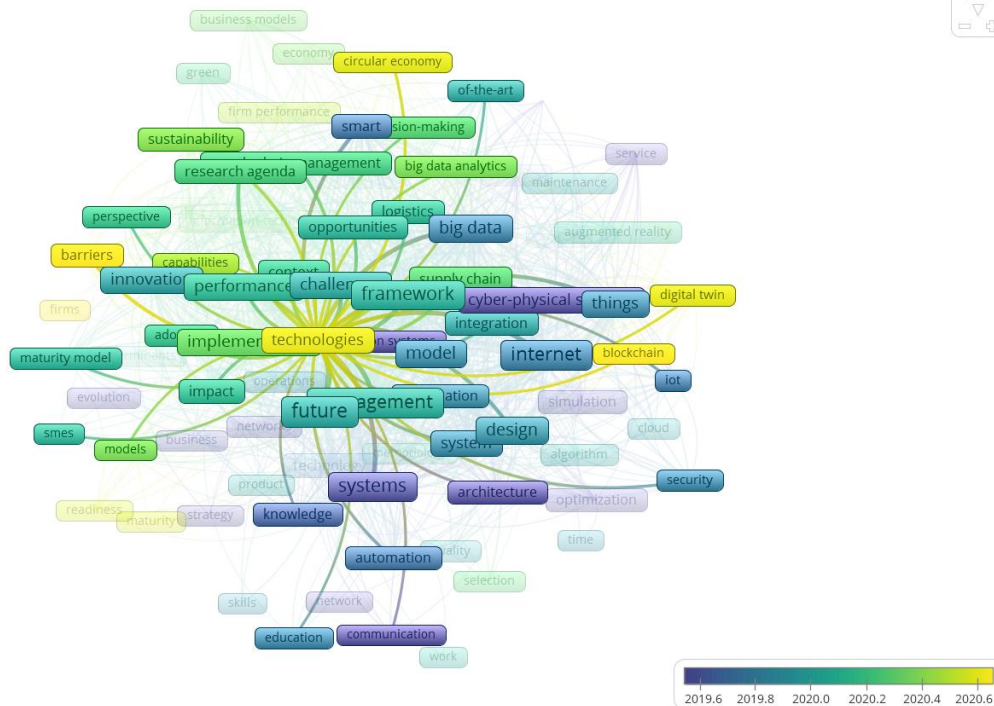 business models
economy
circular economy
green
of-the-art
firm performance
smart
sion-making
sustainability
service
management
big data analytics
research agenda
maintenance
logistics
perspective
opportunities
big data
augmented reality
barriers
capabilities
context
innovation
supply chain
performance
challen
framework
cyber-physical s
things
digital twin
firms
integration
ado
implemen
technologies
on systems
model
internet
blockchain
maturity model
operations
iot
impact
evolution
ation
simulation
future
agement
smes
network
design
cloud
business
models
system
technology
algorithm
product
systems
architecture
security
optimization
readiness
maturity
strategy
knowledge
time
automation
ality
selection
skills
network
education
communication
work
2019.6 2019.8 2020.0 2020.2 2020.4 2020.6